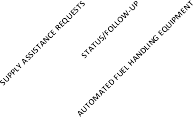 SUPPLY ASSISTANCE REQUESTS
STATUS/FOLLOW-UP
AUTOMATED FUEL HANDLING EQUIPMENT